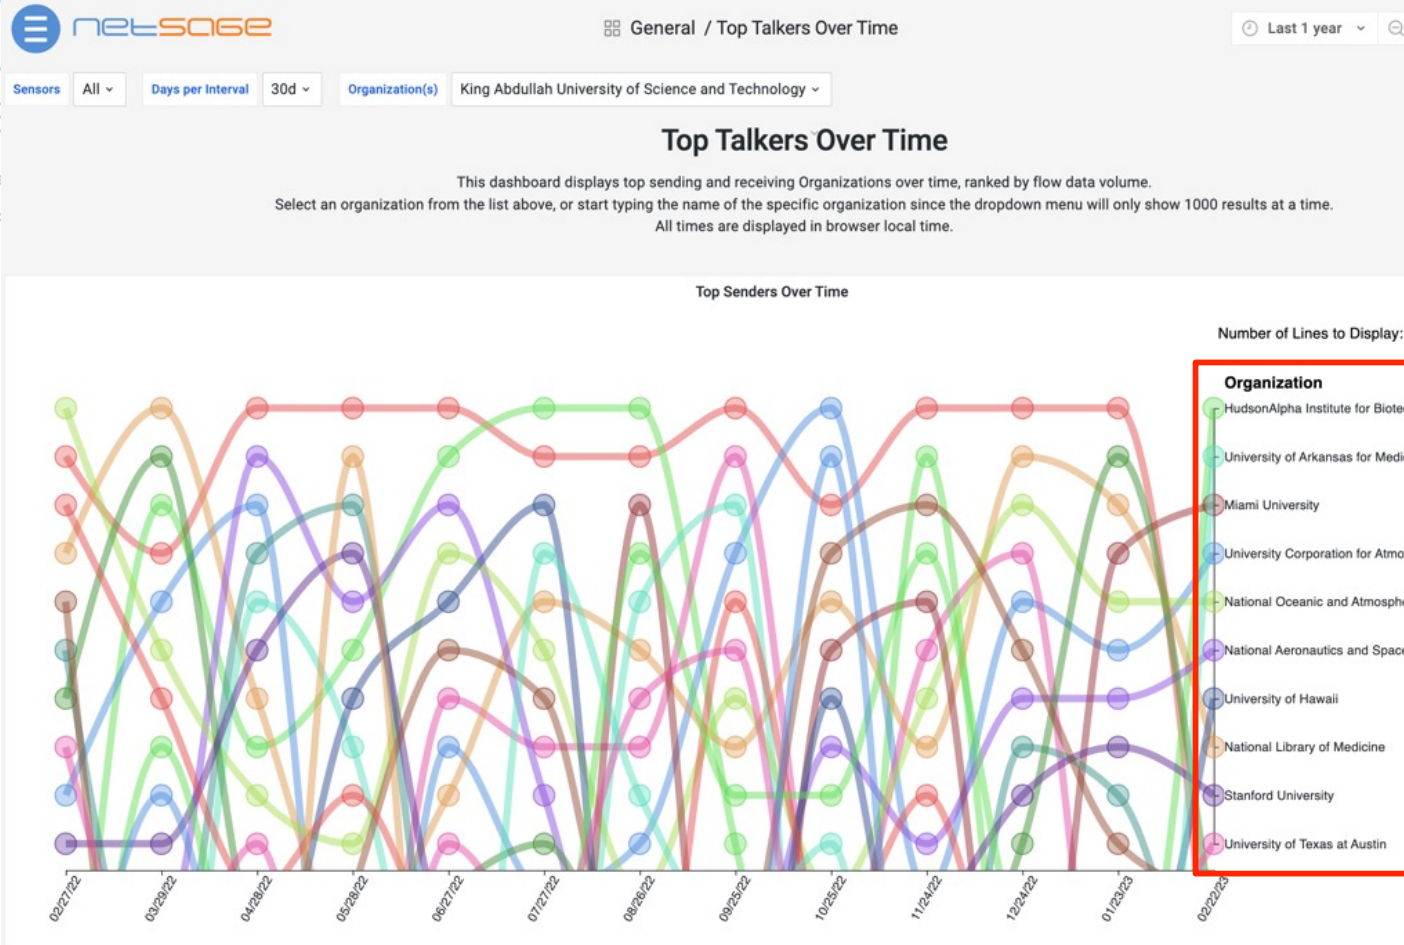 netsage
General / Top Talkers Over Time
Last 1 year
Sensors All Days per Interval 30d Organization(s) King Abdullah University of Science and Technology
Top Talkers Over Time
This dashboard displays top sending and receiving Organizations over time, ranked by flow data volume.
Select an organization from the list above, or start typing the name of the specific organization since the dropdown menu will only show 1000 results at a time.
All times are displayed in browser local time.
Top Senders Over Time
Number of Lines to Display:
Organization
HudsonAlpha Institute for Biote
University of Arkansas for Medi
Miami University
University Corporation for Atmo
National Oceanic and Atmosph
National Aeronautics and Space
University of Hawaii
National Library of Medicine
Stanford University
University of Texas at Austin
02/27/22 03/29/22 04/28/22 05/28/22 06/27/22 07/27/22 08/26/22 09/25/22 10/25/22 11/24/22 12/24/22 01/23/23 02/22/23